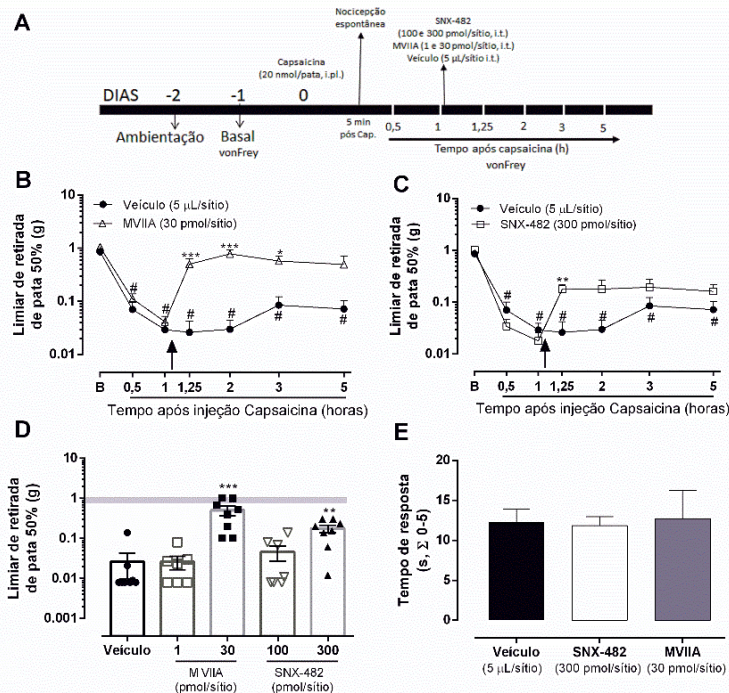 A
Nocicepção
espontânea
SNX-482
(100 e 300 pmol/sítio, i.t.)
MVIIA (1 e 30 pmol/sítio, i.t.)
Veículo (5 µL/sítio i.t.)
Capsaicina
(20 nmol/pata, i.pl.)
DIAS -2 -1 0
Ambientação
Basal
vonFrey
5 min
pós Cap.
0,5 1 1,25 2 3 5
Tempo após capsaicina (h)
vonFrey
B
Limiar de retirada
de pata 50% (g)
10
1
0.1
0.01
Veículo (5 µL/sítio)
MVIIA (30 pmol/sítio)
*** *** *
# # # # # #
B 0,5 1 1,25 2 3 5
Tempo após injeção Capsaicina (horas)
C
Limiar de retirada
de pata 50% (g)
10
1
0.1
0.01
Veículo (5 µL/sítio)
SNX-482 (300 pmol/sítio)
**
# # # # # #
B 0,5 1 1,25 2 3 5
Tempo após injeção Capsaicina (horas)
D
Limiar de retirada
de pata 50% (g)
10
1
0.1
0.01
0.001
*** **
Veículo 1 30 100 300
MVIIA
(pmol/sítio)
SNX-482
(pmol/sítio)
E
Tempo de resposta
(s, Σ 0-5)
20
15
10
5
0
Veículo
(5 µL/sítio)
SNX-482
(300 pmol/sítio)
MVIIA
(30 pmol/sítio)